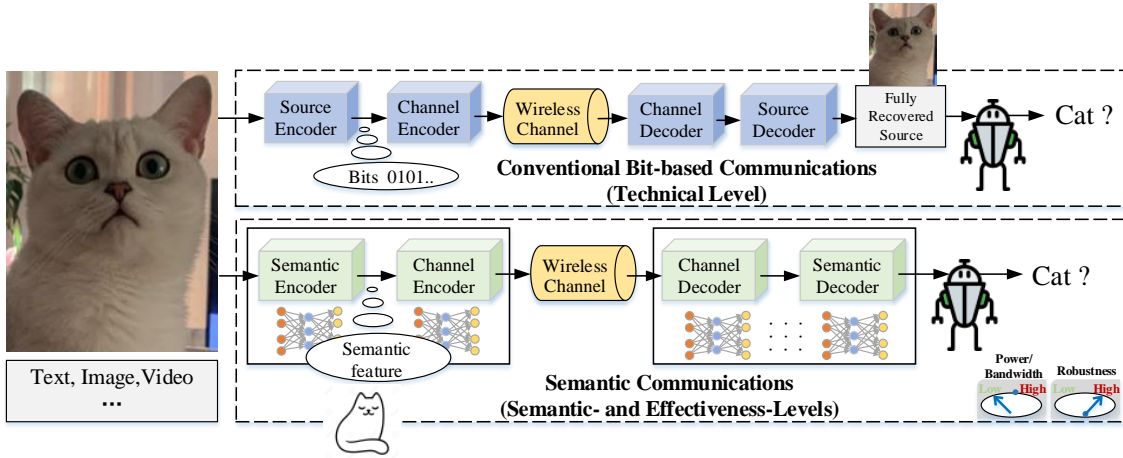 Source
Encoder
Channel
Encoder
Wireless
Channel
Channel
Decoder
Source
Decoder
Fully
Recovered
Source
Cat ?
Bits 0101..
Conventional Bit-based Communications
(Technical Level)
Semantic
Encoder
Channel
Encoder
Wireless
Channel
Channel
Decoder
Semantic
Decoder
Cat ?
Semantic
feature
. . .
. . .
Text, Image,Video
...
Semantic Communications
(Semantic- and Effectiveness-Levels)
Power/
Bandwidth
Low High
Robustness
Low High